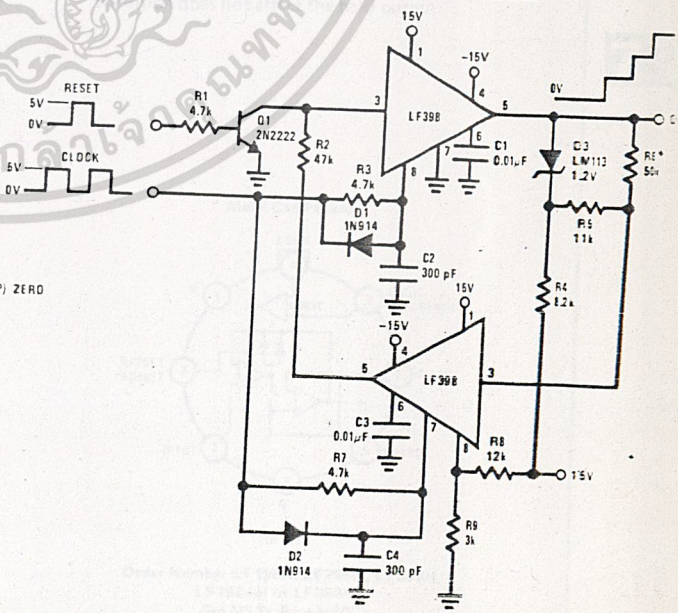 15V
1
-15V
4
0V
RESET
5V
0V
R1
4.7k
Q1
2N2222
3
LF398
5
6
7
8
C1
0.01µF
D3
LM113
1.2V
R2
47k
CLOCK
5V
0V
R3
4.7k
D1
1N914
R5
11k
C2
300 pF
R4
8.2k
ZERO
15V
1
-15V
4
5
LF398
3
6
7
8
C3
0.01µF
R8
12k
15V
R7
4.7k
R9
3k
D2
1N914
C4
300 pF